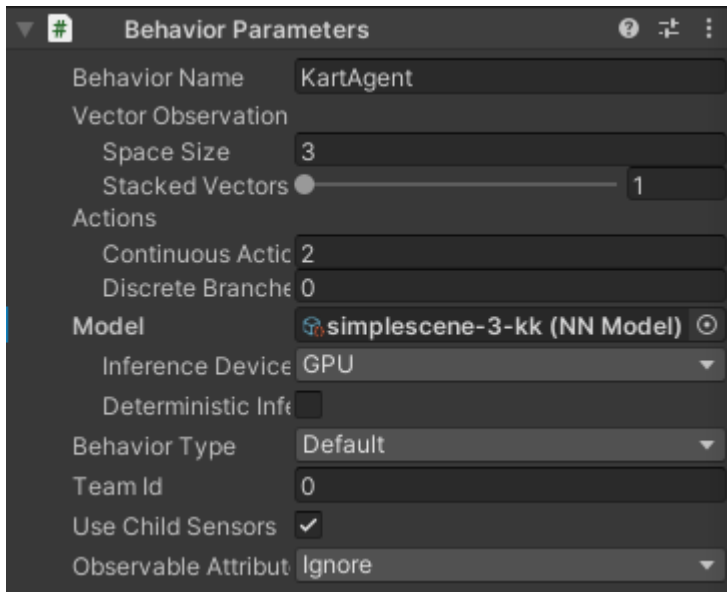 # Behavior Parameters
Behavior Name KartAgent
Vector Observation
Space Size 3
Stacked Vectors 1
Actions
Continuous Actic 2
Discrete Branche 0
Model simplescene-3-kk (NN Model)
Inference Device GPU
Deterministic Infe
Behavior Type Default
Team Id 0
Use Child Sensors
Observable Attribut Ignore